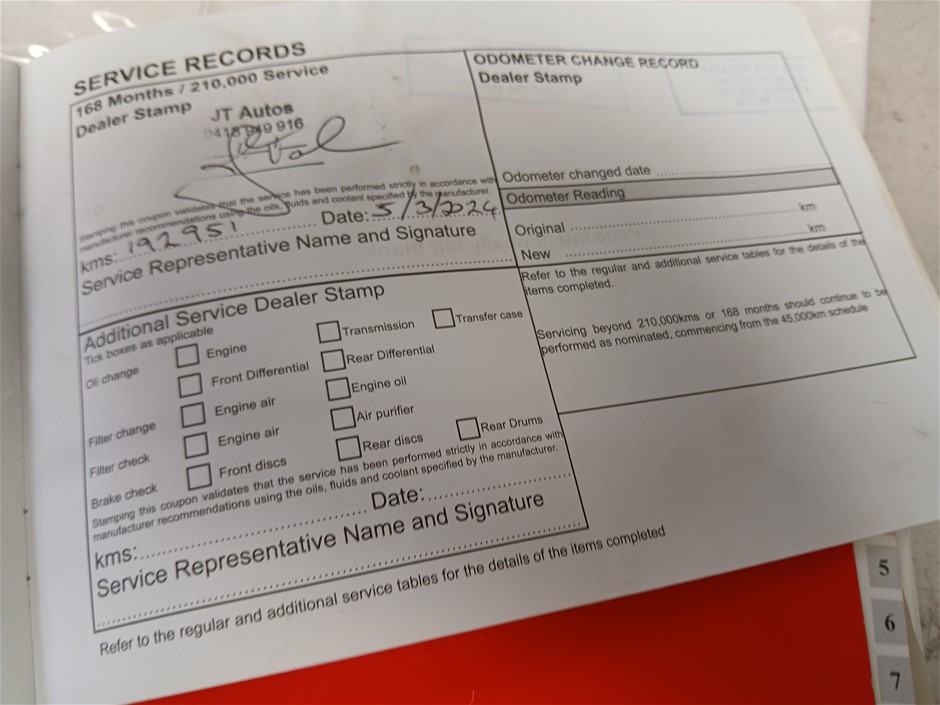 SERVICE RECORDS
168 Months / 210,000 Service
Dealer Stamp
JT Autos
0418 949 916
Stamping this coupon validates that the service has been performed strictly in accordance with
manufacturer recommendations using the oils, fluids and coolant specified by the manufacturer.
kms: 192951 Date: 5/3/2024
Service Representative Name and Signature
Additional Service Dealer Stamp
Tick boxes as applicable
Oil change Engine Transmission Transfer case
Front Differential Rear Differential
Filter change Engine air Engine oil
Filter check Engine air Air purifier
Brake check Front discs Rear discs Rear Drums
Stamping this coupon validates that the service has been performed strictly in accordance with
manufacturer recommendations using the oils, fluids and coolant specified by the manufacturer.
kms: Date:
Service Representative Name and Signature
Refer to the regular and additional service tables for the details of the items completed
ODOMETER CHANGE RECORD
Dealer Stamp
Odometer changed date
Odometer Reading
Original km
New km
Refer to the regular and additional service tables for the details of the
items completed.
Servicing beyond 210,000kms or 168 months should continue to be
performed as nominated, commencing from the 45,000km schedule
5
6
7